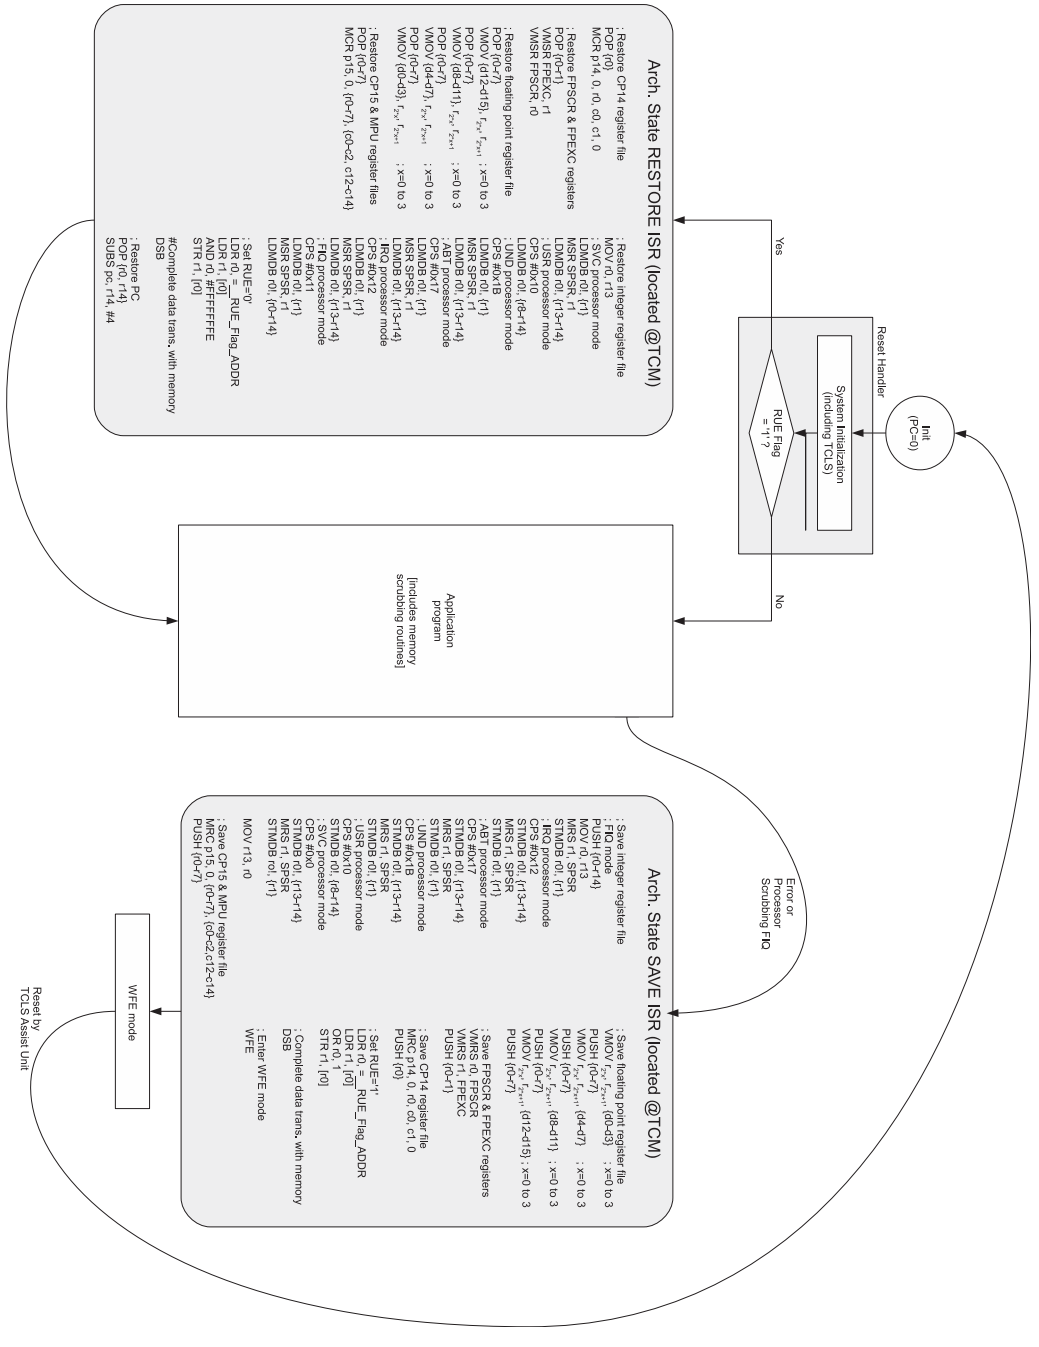 Init
(PC=0)
Reset Handler
System Initialization
(including TCLS)
RUE Flag
= '1' ?
Yes
No
Error or
Processor
Scrubbing FIQ
Arch. State RESTORE ISR (located @TCM)
; Restore CP14 register file
POP {r0}
MCR p14, 0, r0, c0, c1, 0
; Restore FPSCR & FPEXC registers
POP {r0-r1}
VMSR FPEXC, r1
VMSR FPSCR, r0
; Restore floating point register file
POP {r0-r7}
VMOV {d12-d15}, r2*x, r2*x+1 ; x=0 to 3
POP {r0-r7}
VMOV {d8-d11}, r2*x, r2*x+1 ; x=0 to 3
POP {r0-r7}
VMOV {d4-d7}, r2*x, r2*x+1 ; x=0 to 3
POP {r0-r7}
VMOV {d0-d3}, r2*x, r2*x+1 ; x=0 to 3
; Restore CP15 & MPU register files
POP {r0-r7}
MCR p15, 0, {r0-r7}, {c0-c2, c12-c14}
; Restore integer register file
MOV r0, r13
; SVC processor mode
LDMDB r0!, {r1}
MSR SPSR, r1
LDMDB r0!, {r13-r14}
; USR processor mode
CPS #0x10
LDMDB r0!, {r8-r14}
; UND processor mode
CPS #0x1B
LDMDB r0!, {r1}
MSR SPSR, r1
LDMDB r0!, {r13-r14}
; ABT processor mode
CPS #0x17
LDMDB r0!, {r1}
MSR SPSR, r1
LDMDB r0!, {r13-r14}
; IRQ processor mode
CPS #0x12
LDMDB r0!, {r1}
MSR SPSR, r1
LDMDB r0!, {r13-r14}
; FIQ processor mode
CPS #0x11
LDMDB r0!, {r1}
MSR SPSR, r1
LDMDB r0!, {r0-r14}
; Set RUE='0'
LDR r0, =__RUE_Flag_ADDR
LDR r1, [r0]
AND r0, #FFFFFFFE
STR r1, [r0]
#Complete data trans. with memory
DSB
; Restore PC
POP {r0, r14}
SUBS pc, r14, #4
Application
program
[includes memory
scrubbing routines]
Arch. State SAVE ISR (located @TCM)
; Save integer register file
; FIQ mode
PUSH {r0-r14}
MOV r0, r13
MRS r1, SPSR
STMDB r0!, {r1}
; IRQ processor mode
CPS #0x12
STMDB r0!, {r13-r14}
MRS r1, SPSR
STMDB r0!, {r1}
; ABT processor mode
CPS #0x17
STMDB r0!, {r13-r14}
MRS r1, SPSR
STMDB r0!, {r1}
; UND processor mode
CPS #0x1B
STMDB r0!, {r13-r14}
MRS r1, SPSR
STMDB r0!, {r1}
; USR processor mode
CPS #0x10
STMDB r0!, {r8-r14}
; SVC processor mode
CPS #0x0
STMDB r0!, {r13-r14}
MRS r1, SPSR
STMDB ro!, {r1}
MOV r13, r0
; Save CP15 & MPU register file
MRC p15, 0, {r0-r7}, {c0-c2,c12-c14}
PUSH {r0-r7}
; Save floating point register file
VMOV r2*x, r2*x+1, {d0-d3} ; x=0 to 3
PUSH {r0-r7}
VMOV r2*x, r2*x+1, {d4-d7} ; x=0 to 3
PUSH {r0-r7}
VMOV r2*x, r2*x+1, {d8-d11} ; x=0 to 3
PUSH {r0-r7}
VMOV r2*x, r2*x+1, {d12-d15} ; x=0 to 3
PUSH {r0-r7}
; Save FPSCR & FPEXC registers
VMRS r0, FPSCR
VMRS r1, FPEXC
PUSH {r0-r1}
; Save CP14 register file
MRC p14, 0, r0, c0, c1, 0
PUSH {r0}
; Set RUE='1'
LDR r0, =__RUE_Flag_ADDR
LDR r1, [r0]
OR r0, 1
STR r1, [r0]
; Complete data trans. with memory
DSB
; Enter WFE mode
WFE
WFE mode
Reset by
TCLS Assist Unit